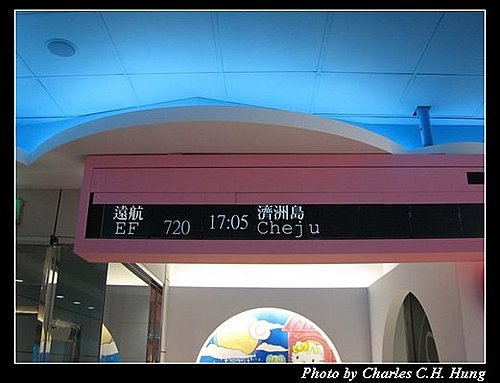 遠航 濟洲島
EF 720 17:05 Cheju
Photo by Charles C.H. Hung